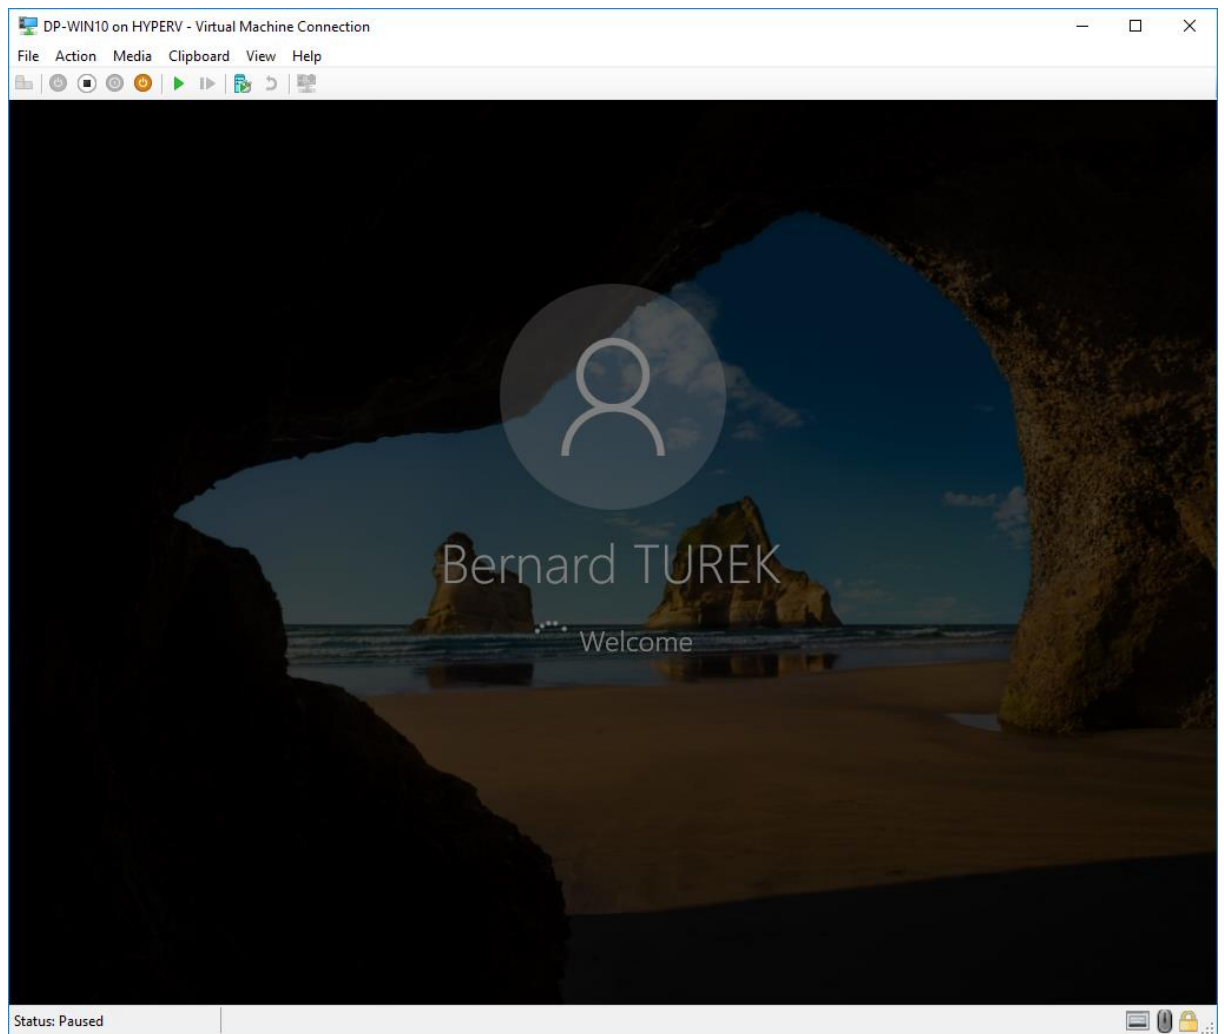 DP-WIN10 on HYPERV - Virtual Machine Connection
File Action Media Clipboard View Help
Bernard TUREK
Welcome
Status: Paused